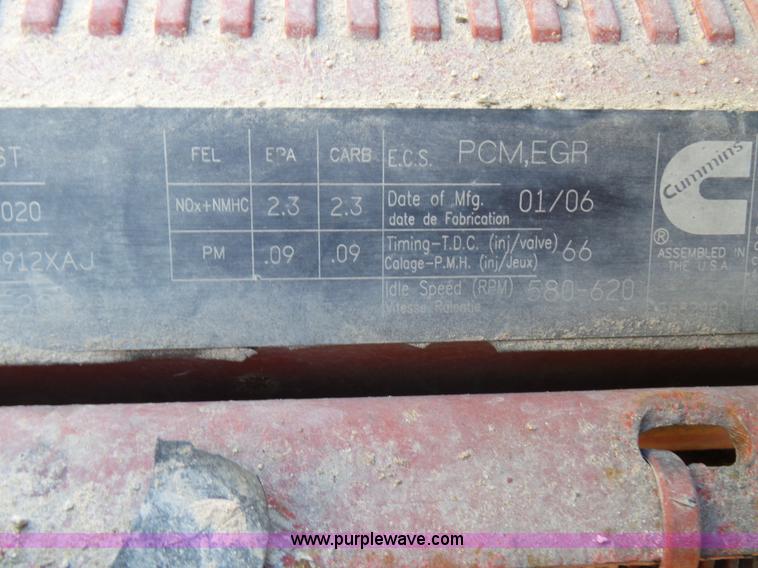 ST
FEL EPA CARB E.C.S. PCM,EGR
020
NOx+NMHC 2.3 2.3 Date of Mfg. 01/06
date de Fabrication
PM .09 .09 Timing-T.D.C. (inj/valve) 66
Calage-P.M.H. (inj/Jeux)
912XAJ
Idle Speed (RPM) 580-620
Vitesse Ralentie
Cummins
®
ASSEMBLED IN
THE U.S.A.
www.purplewave.com